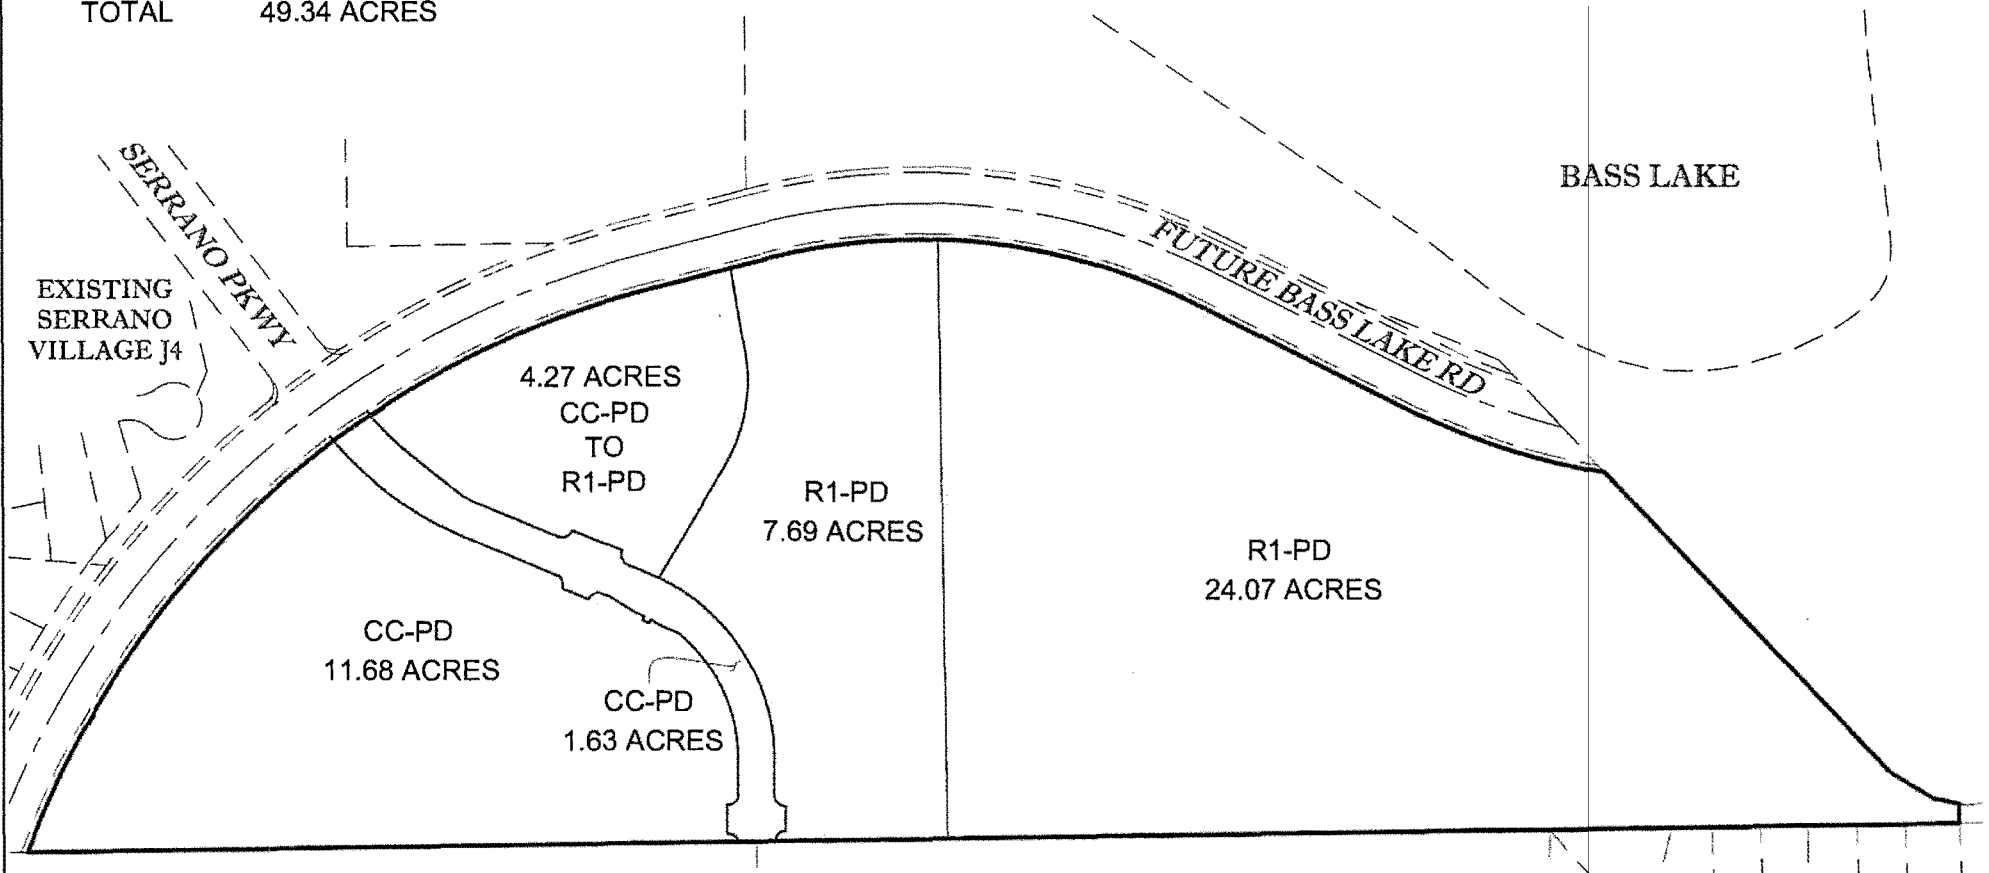 TOTAL 49.34 ACRES
SERRANO PKWY
BASS LAKE
FUTURE BASS LAKE RD
EXISTING
SERRANO
VILLAGE J4
4.27 ACRES
CC-PD
TO
R1-PD
R1-PD
7.69 ACRES
R1-PD
24.07 ACRES
CC-PD
11.68 ACRES
CC-PD
1.63 ACRES